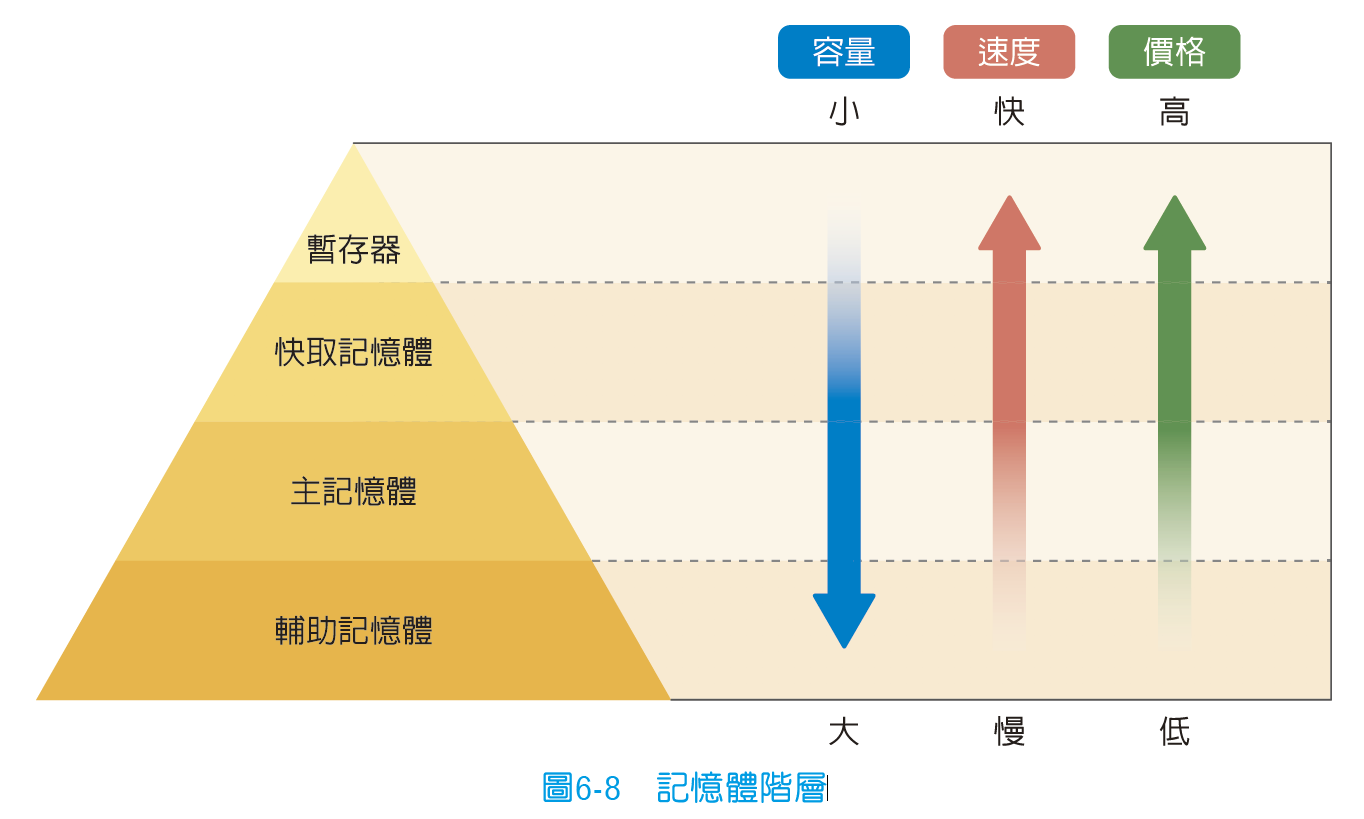 容量 速度 價格
小 快 高
暫存器
快取記憶體
主記憶體
輔助記憶體
大 慢 低
圖6-8 記憶體階層